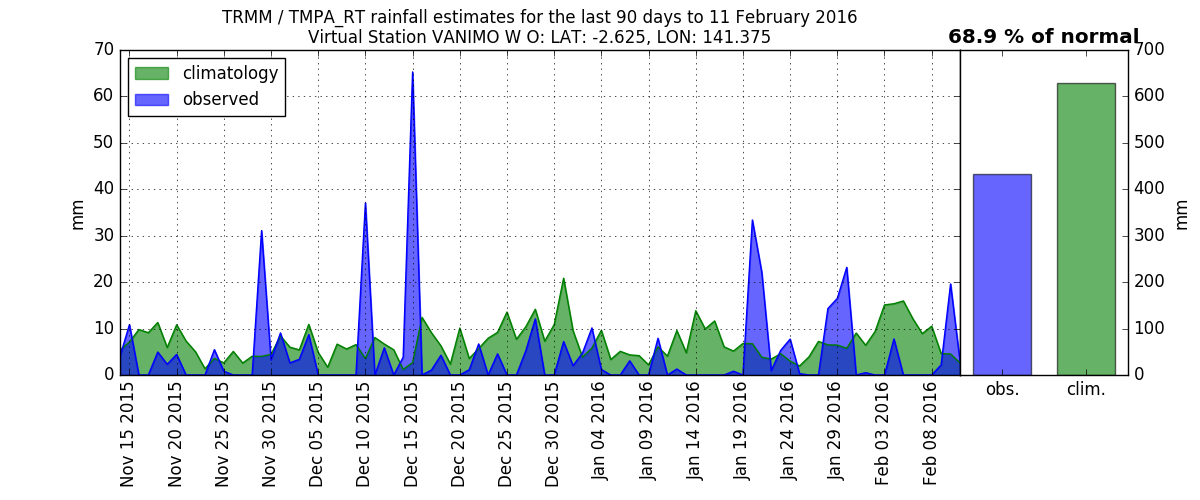 TRMM / TMPA_RT rainfall estimates for the last 90 days to 11 February 2016
Virtual Station VANIMO W O: LAT: -2.625, LON: 141.375
68.9 % of normal
climatology
observed
70
60
50
40
30
20
10
0
mm
Nov 15 2015
Nov 20 2015
Nov 25 2015
Nov 30 2015
Dec 05 2015
Dec 10 2015
Dec 15 2015
Dec 20 2015
Dec 25 2015
Dec 30 2015
Jan 04 2016
Jan 09 2016
Jan 14 2016
Jan 19 2016
Jan 24 2016
Jan 29 2016
Feb 03 2016
Feb 08 2016
obs.
clim.
700
600
500
400
300
200
100
0
mm